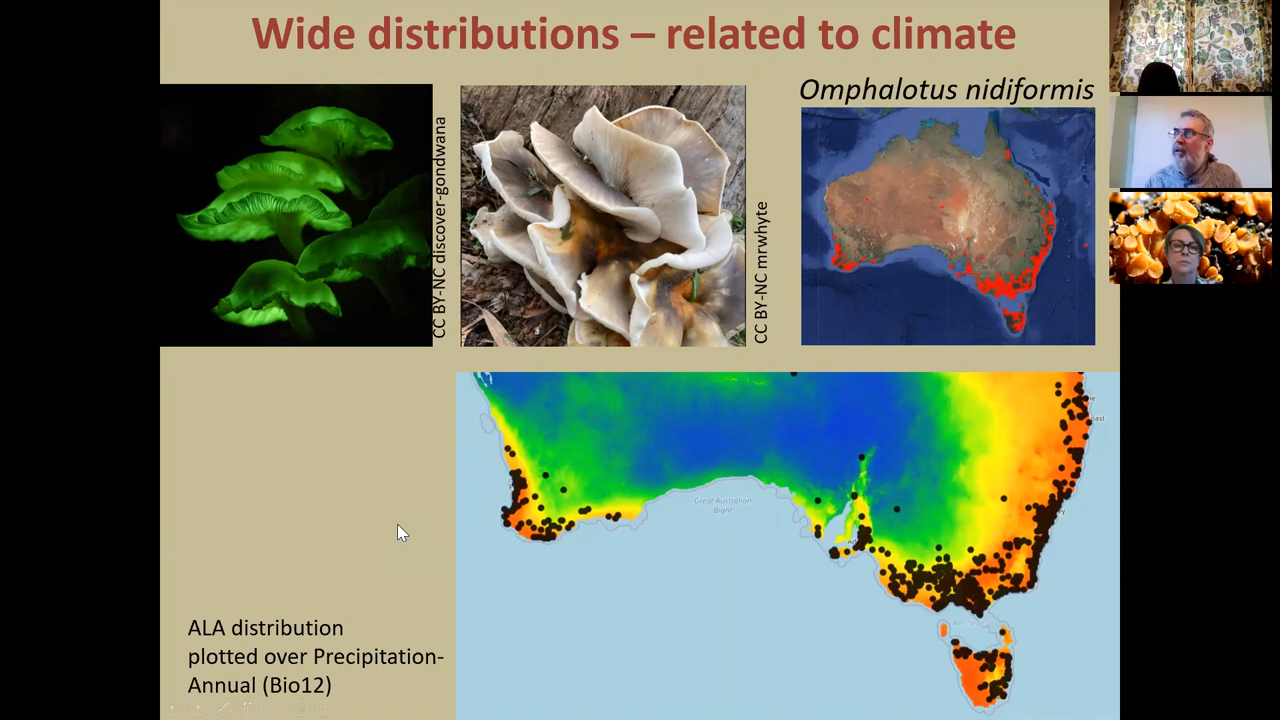 Wide distributions – related to climate
Omphalotus nidiformis
CC BY-NC discover-gondwana
CC BY-NC mrwhyte
Great Australian
Bight
ALA distribution
plotted over Precipitation-
Annual (Bio12)